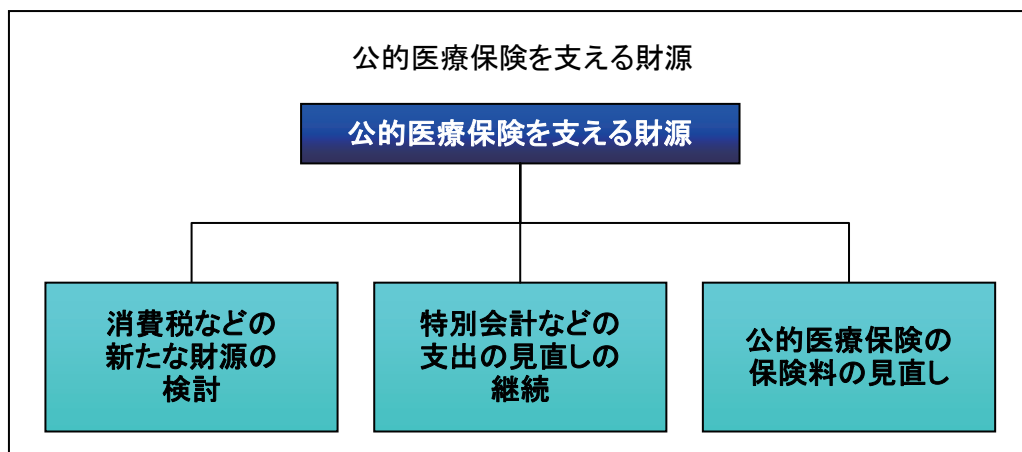 公的医療保険を支える財源
公的医療保険を支える財源
消費税などの
新たな財源の
検討
特別会計などの
支出の見直しの
継続
公的医療保険の
保険料の見直し